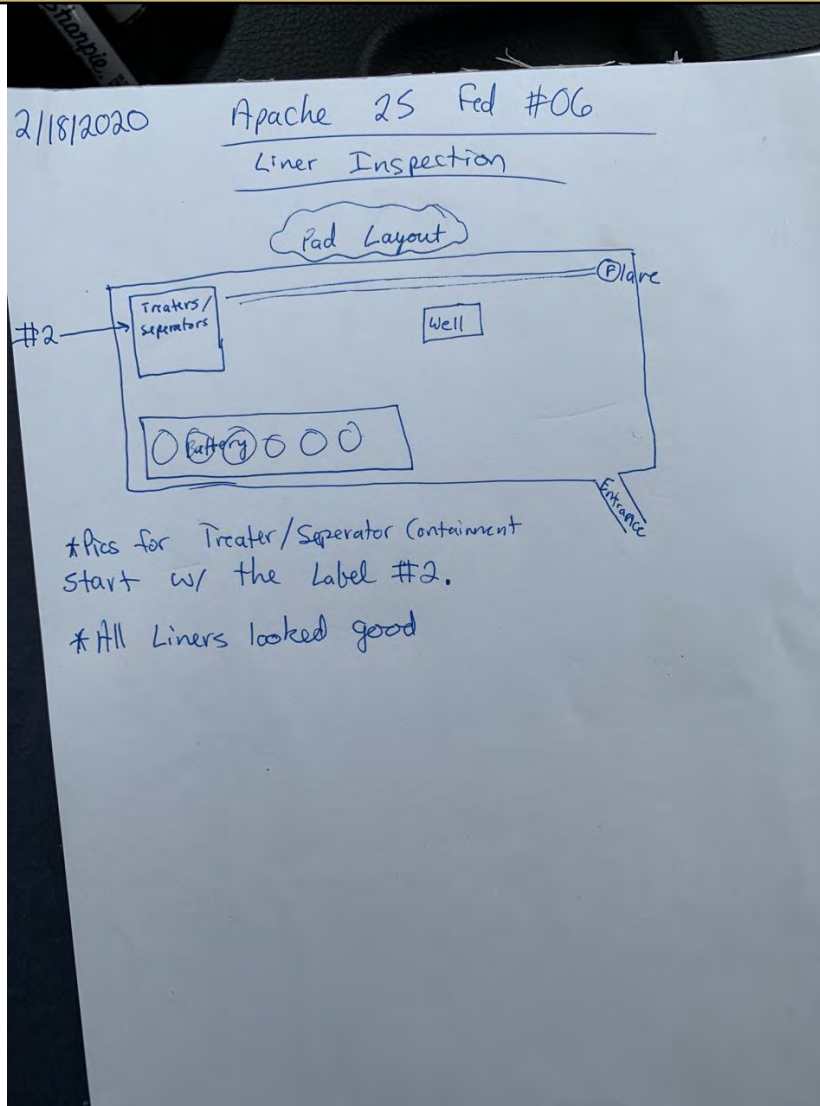 Sharpie
2/18/2020 Apache 25 Fed #06
Liner Inspection
Pad Layout
Flare
Treaters/
Seperators
#2
Well
Battery
Entrance
*Pics for Treater/Seperator Containment
Start w/ the Label #2.
*All Liners looked good